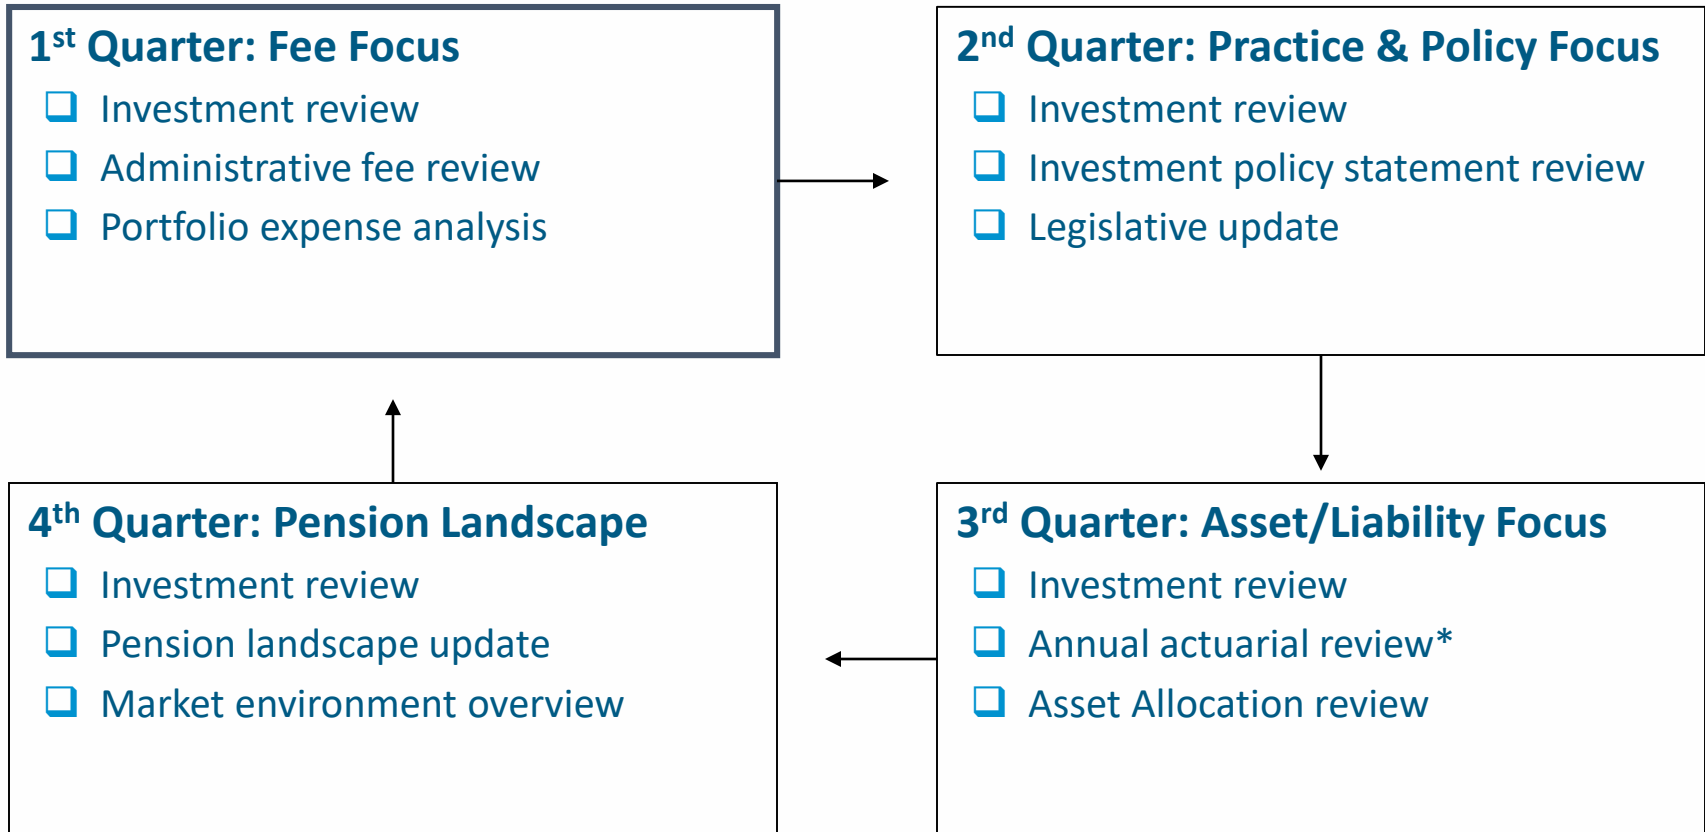 1st Quarter: Fee Focus
❑ Investment review
❑ Administrative fee review
❑ Portfolio expense analysis
2nd Quarter: Practice & Policy Focus
❑ Investment review
❑ Investment policy statement review
❑ Legislative update
3rd Quarter: Asset/Liability Focus
❑ Investment review
❑ Annual actuarial review*
❑ Asset Allocation review
4th Quarter: Pension Landscape
❑ Investment review
❑ Pension landscape update
❑ Market environment overview